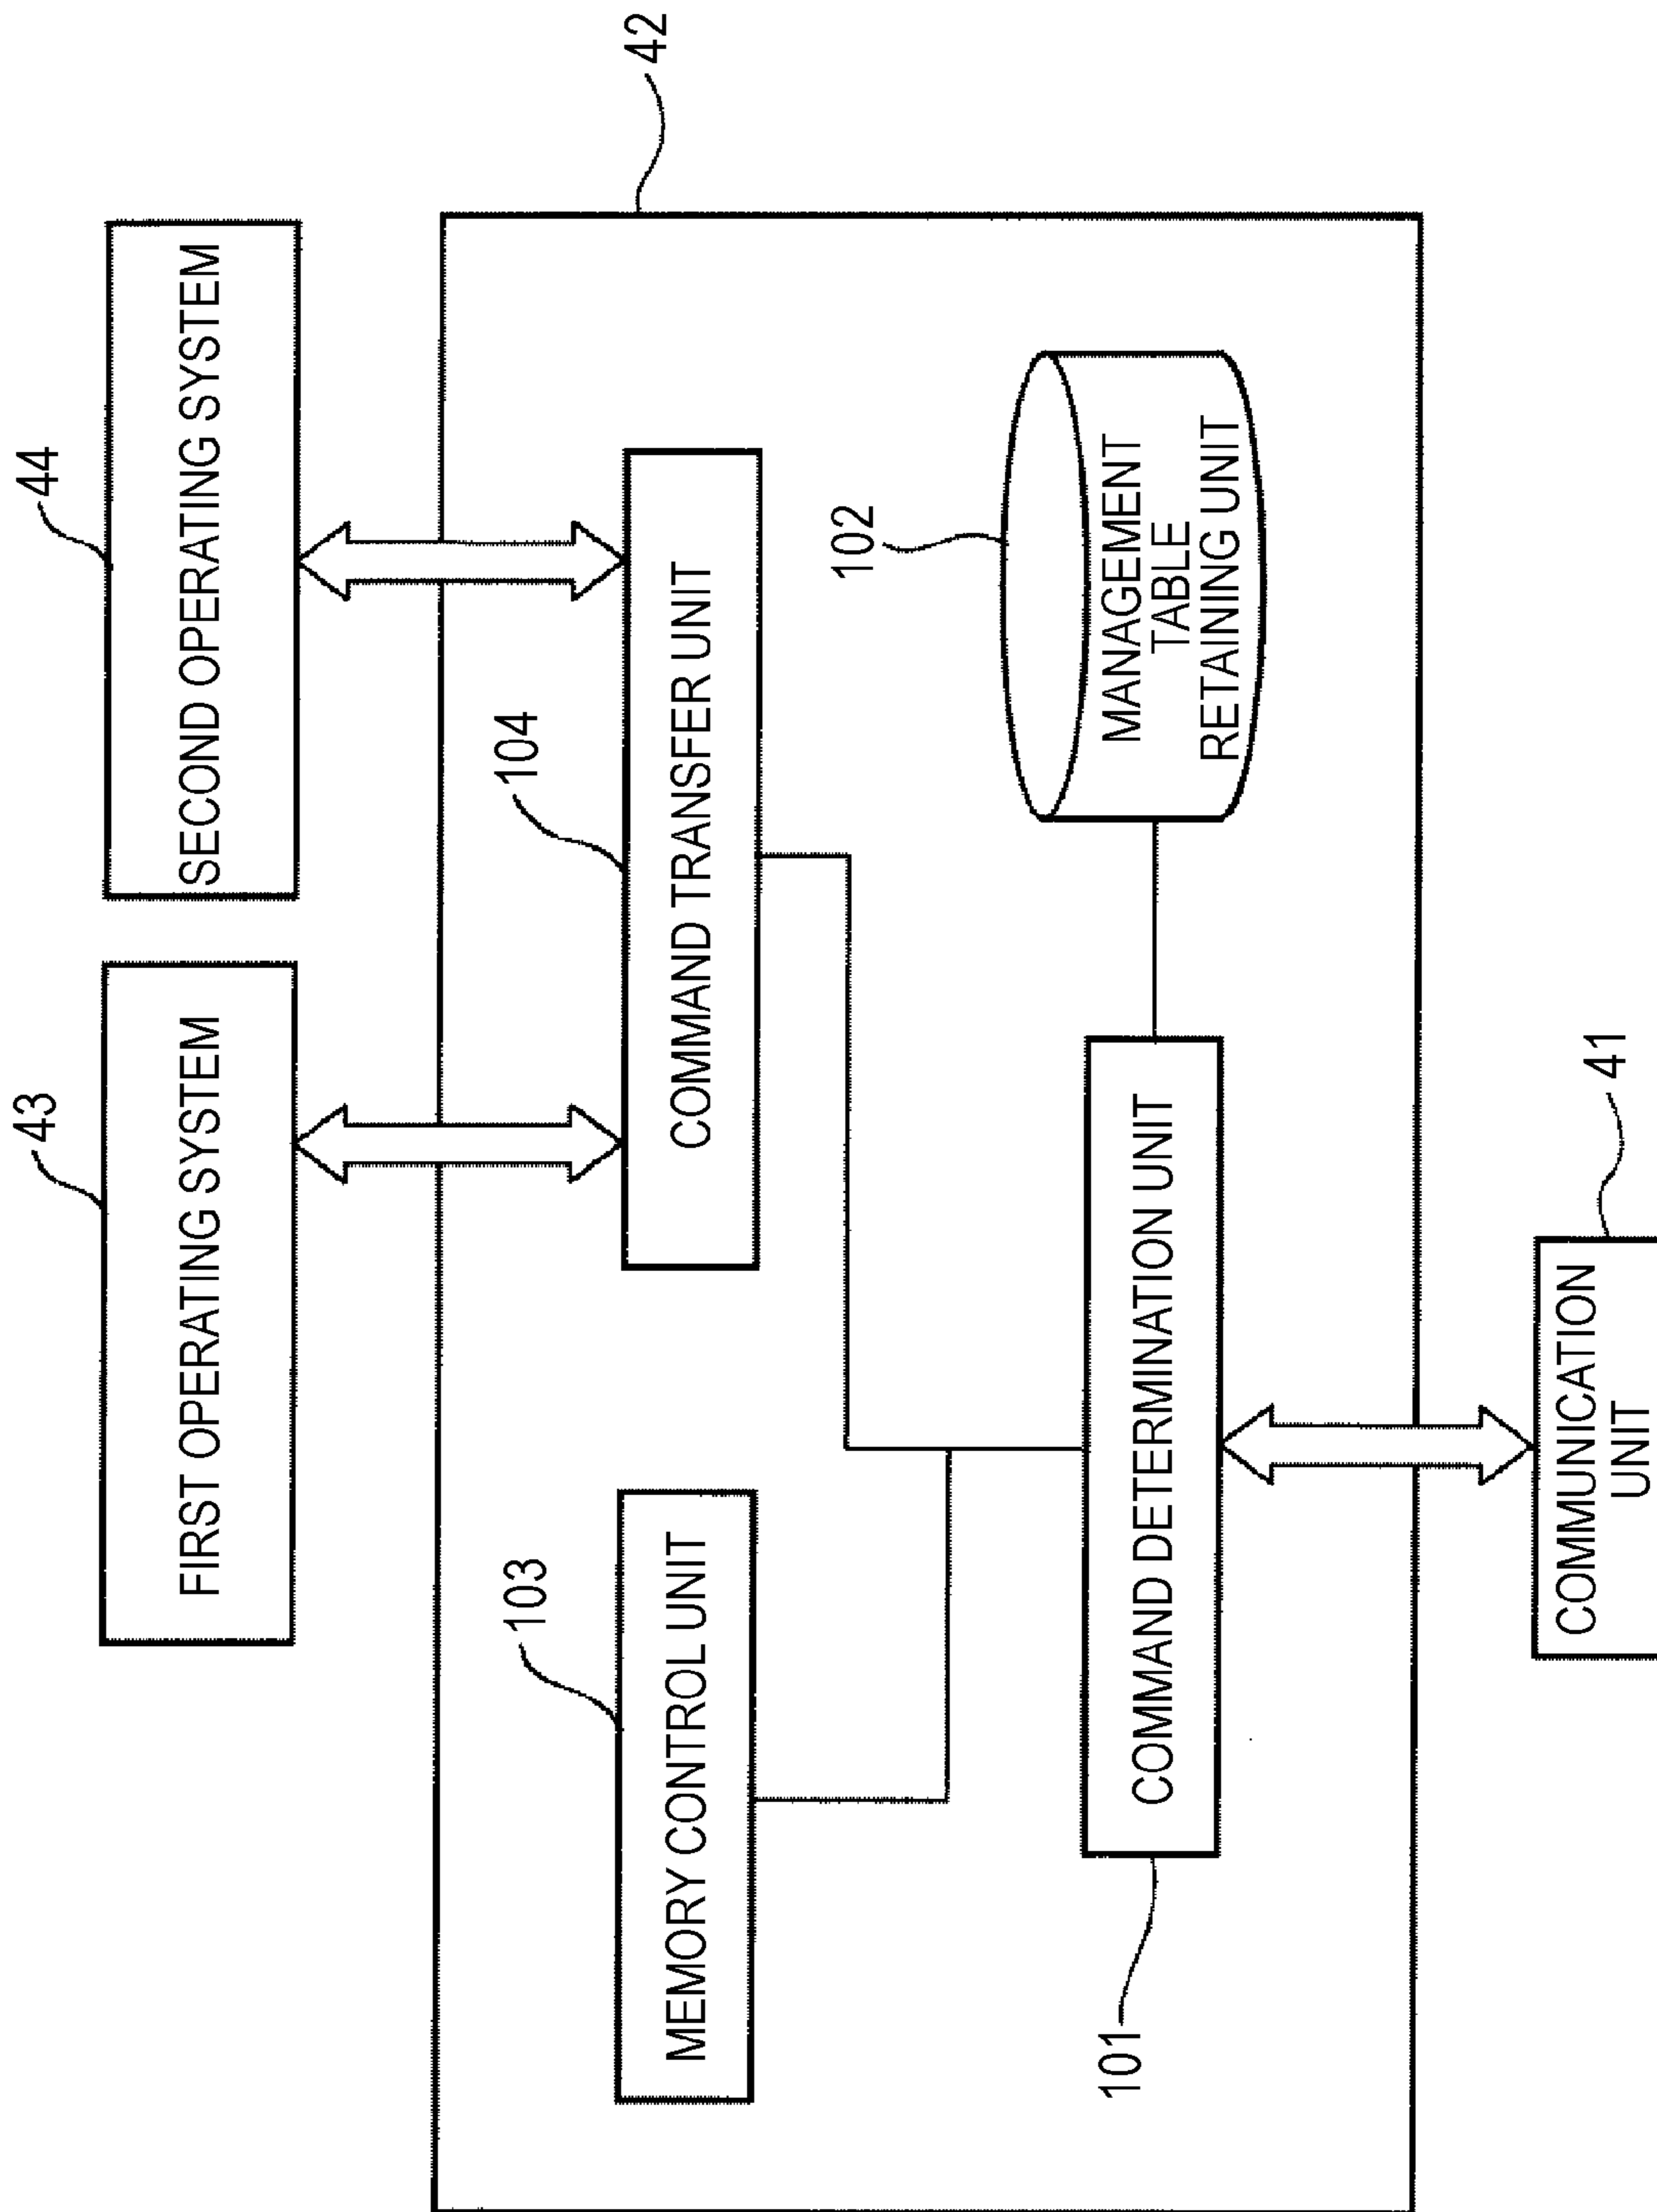 43
FIRST OPERATING SYSTEM
44
SECOND OPERATING SYSTEM
42
103
MEMORY CONTROL UNIT
104
COMMAND TRANSFER UNIT
102
MANAGEMENT
TABLE
RETAINING UNIT
COMMAND DETERMINATION UNIT
101
41
COMMUNICATION
UNIT